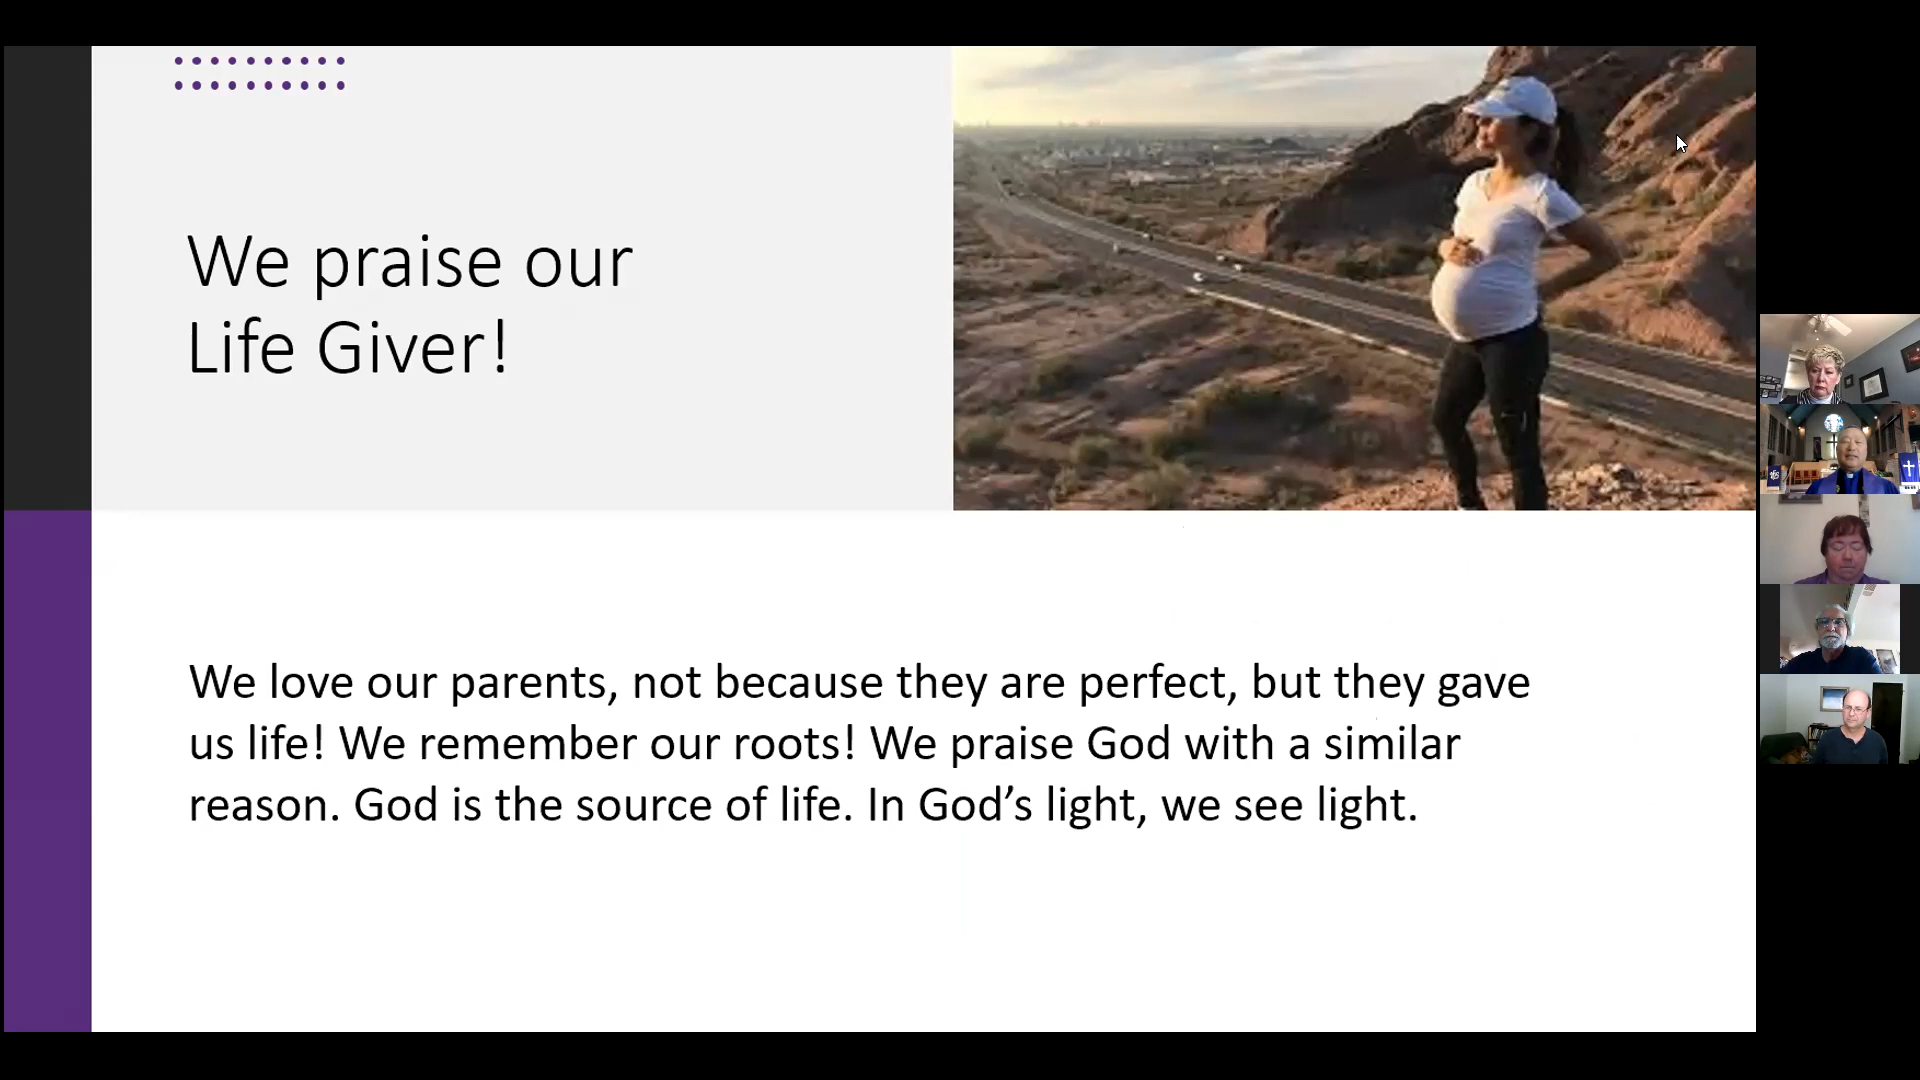 We praise our
Life Giver!
We love our parents, not because they are perfect, but they gave
us life! We remember our roots! We praise God with a similar
reason. God is the source of life. In God’s light, we see light.